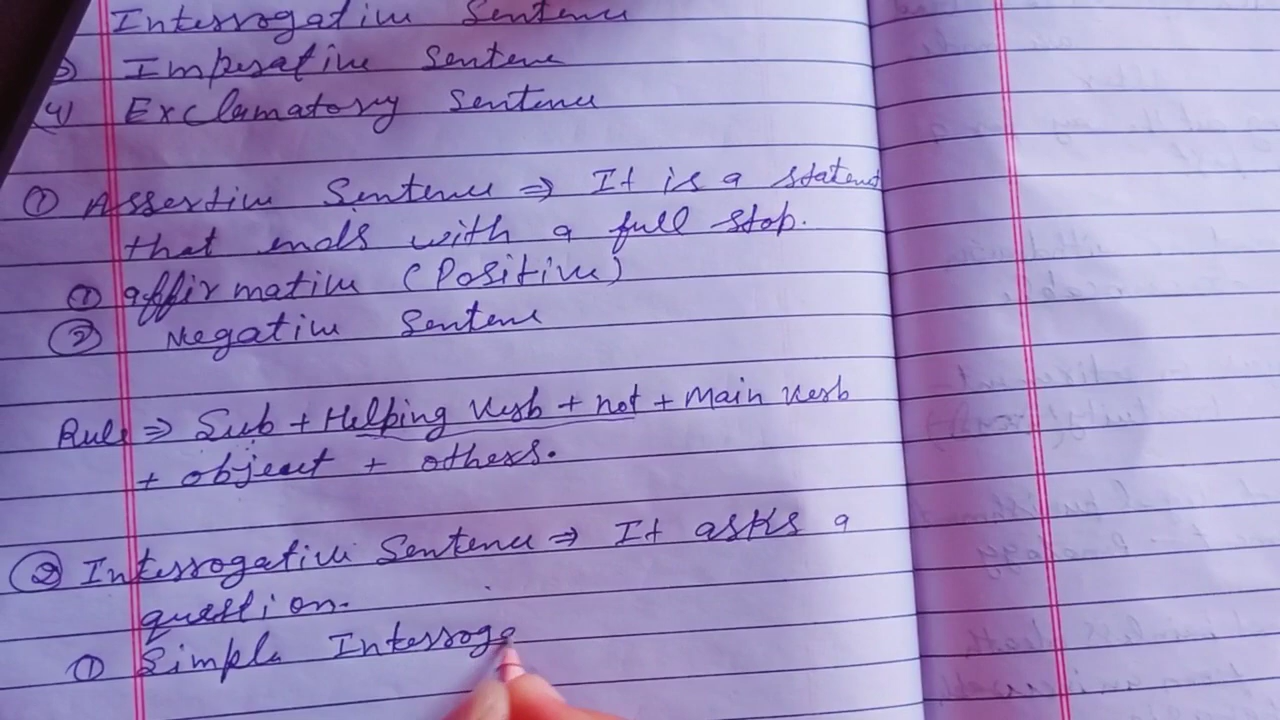 Interrogative Sentence
3) Imperative Sentence
(4) Exclamatory Sentence
① Assertive Sentence ⇒ It is a statement
that ends with a full stop.
① affirmative (Positive)
② Negative Sentence
Rule ⇒ Sub + Helping Verb + not + Main Verb
+ object + others.
② Interrogative Sentence ⇒ It asks a
question.
① Simple Interroga